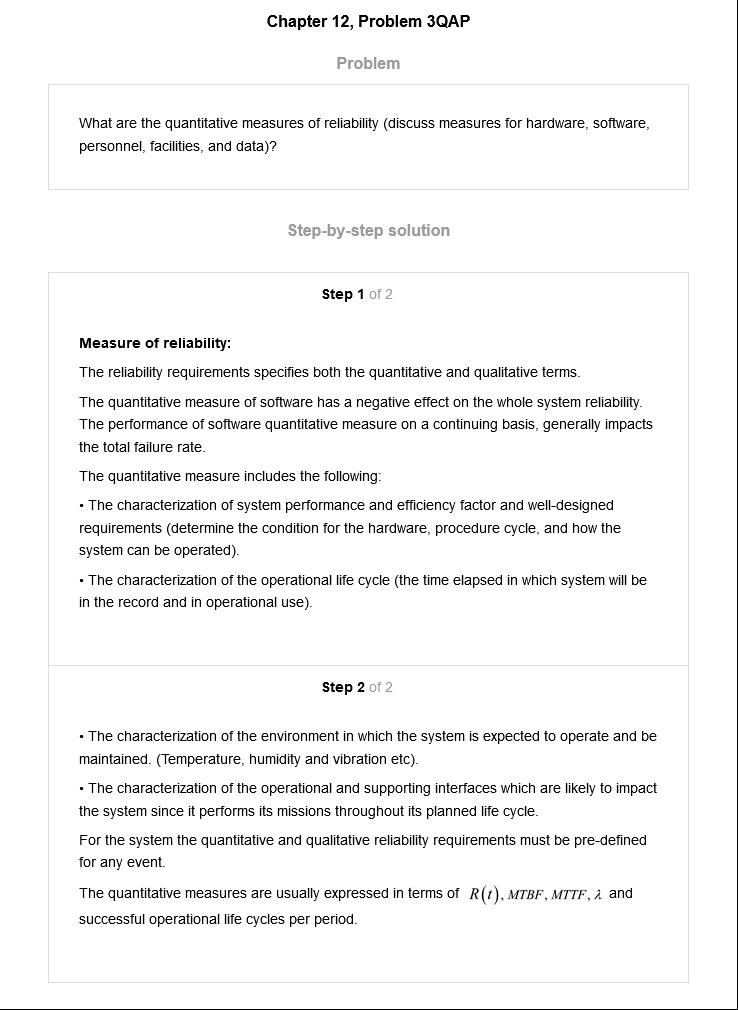 Chapter 12, Problem 3QAP
Problem
What are the quantitative measures of reliability (discuss measures for hardware, software,
personnel, facilities, and data)?
Step-by-step solution
Step 1 of 2
Measure of reliability:
The reliability requirements specifies both the quantitative and qualitative terms.
The quantitative measure of software has a negative effect on the whole system reliability.
The performance of software quantitative measure on a continuing basis, generally impacts
the total failure rate.
The quantitative measure includes the following:
• The characterization of system performance and efficiency factor and well-designed
requirements (determine the condition for the hardware, procedure cycle, and how the
system can be operated).
• The characterization of the operational life cycle (the time elapsed in which system will be
in the record and in operational use).
Step 2 of 2
• The characterization of the environment in which the system is expected to operate and be
maintained. (Temperature, humidity and vibration etc).
• The characterization of the operational and supporting interfaces which are likely to impact
the system since it performs its missions throughout its planned life cycle.
For the system the quantitative and qualitative reliability requirements must be pre-defined
for any event.
The quantitative measures are usually expressed in terms of R(t), MTBF, MTTF, λ and
successful operational life cycles per period.